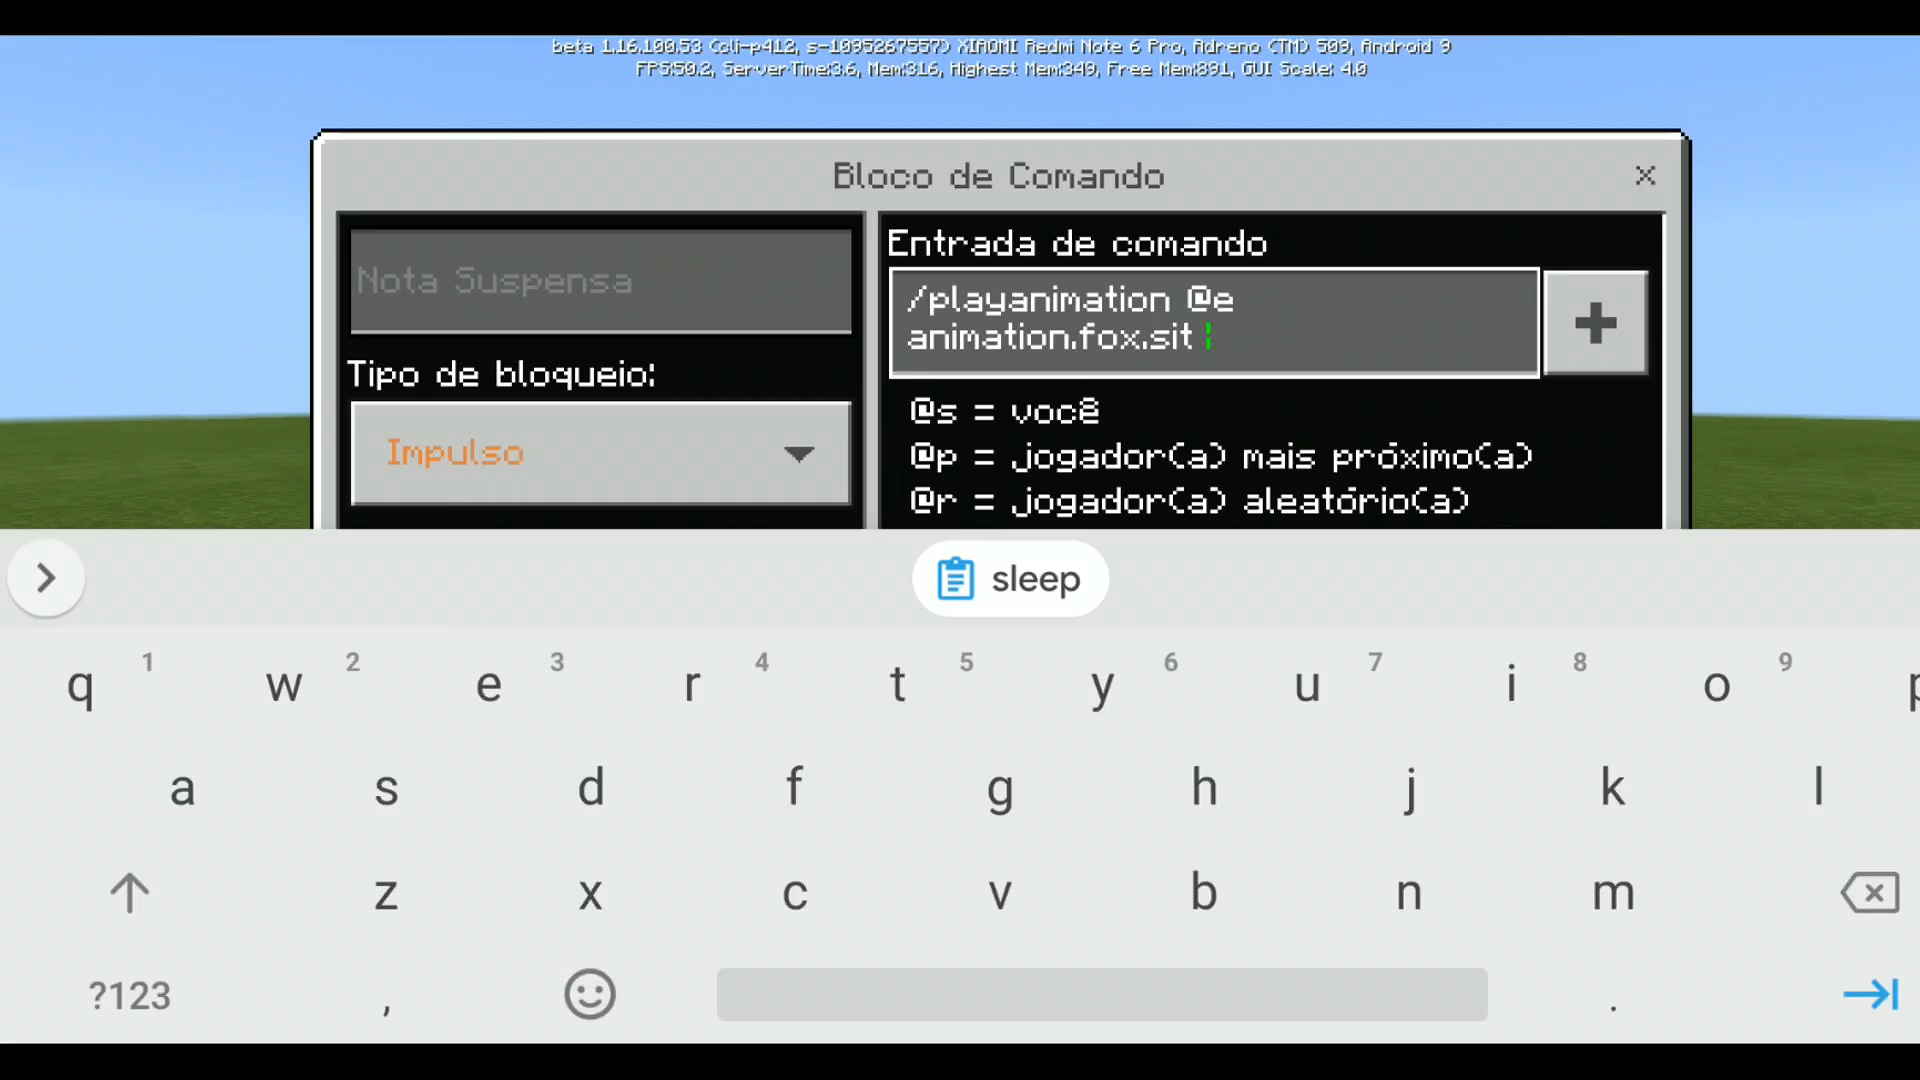 beta 1.16.100.53 (oli-p412, s-1095267557) XIAOMI Redmi Note 6 Pro, Adreno (TM) 509, Android 9
FPS:50.2, ServerTime:3.6, Mem:316, Highest Mem:349, Free Mem:891, GUI Scale: 4.0
Bloco de Comando
Nota Suspensa
Tipo de bloqueio:
Impulso
Entrada de comando
/playanimation @e
animation.fox.sit
@s = você
@p = jogador(a) mais próximo(a)
@r = jogador(a) aleatório(a)
sleep
1 2 3 4 5 6 7 8 9
q w e r t y u i o p
a s d f g h j k l
z x c v b n m
?123 , .